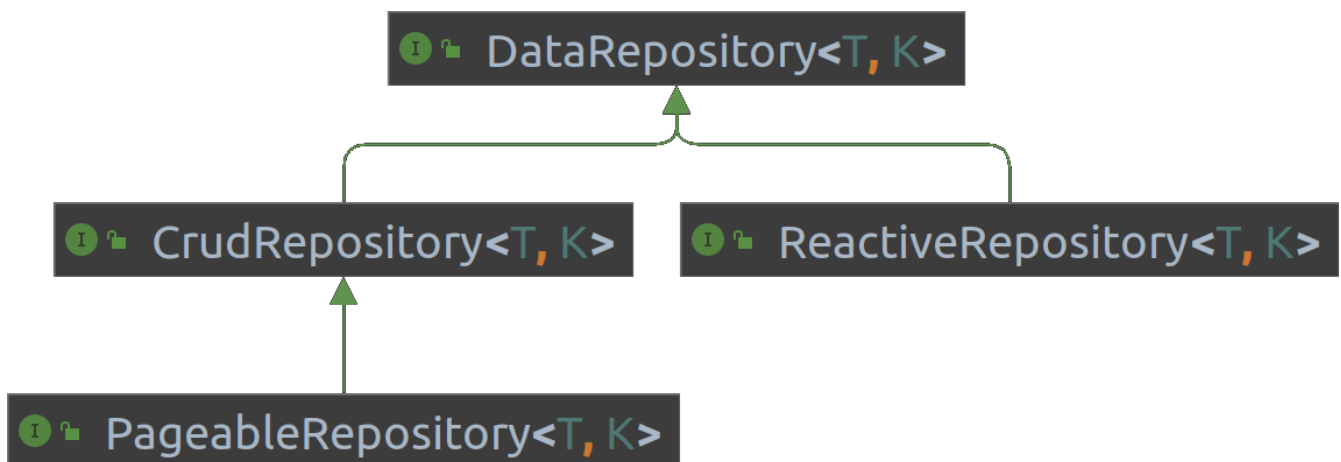 DataRepository<T, K>
CrudRepository<T, K>
ReactiveRepository<T, K>
PageableRepository<T, K>